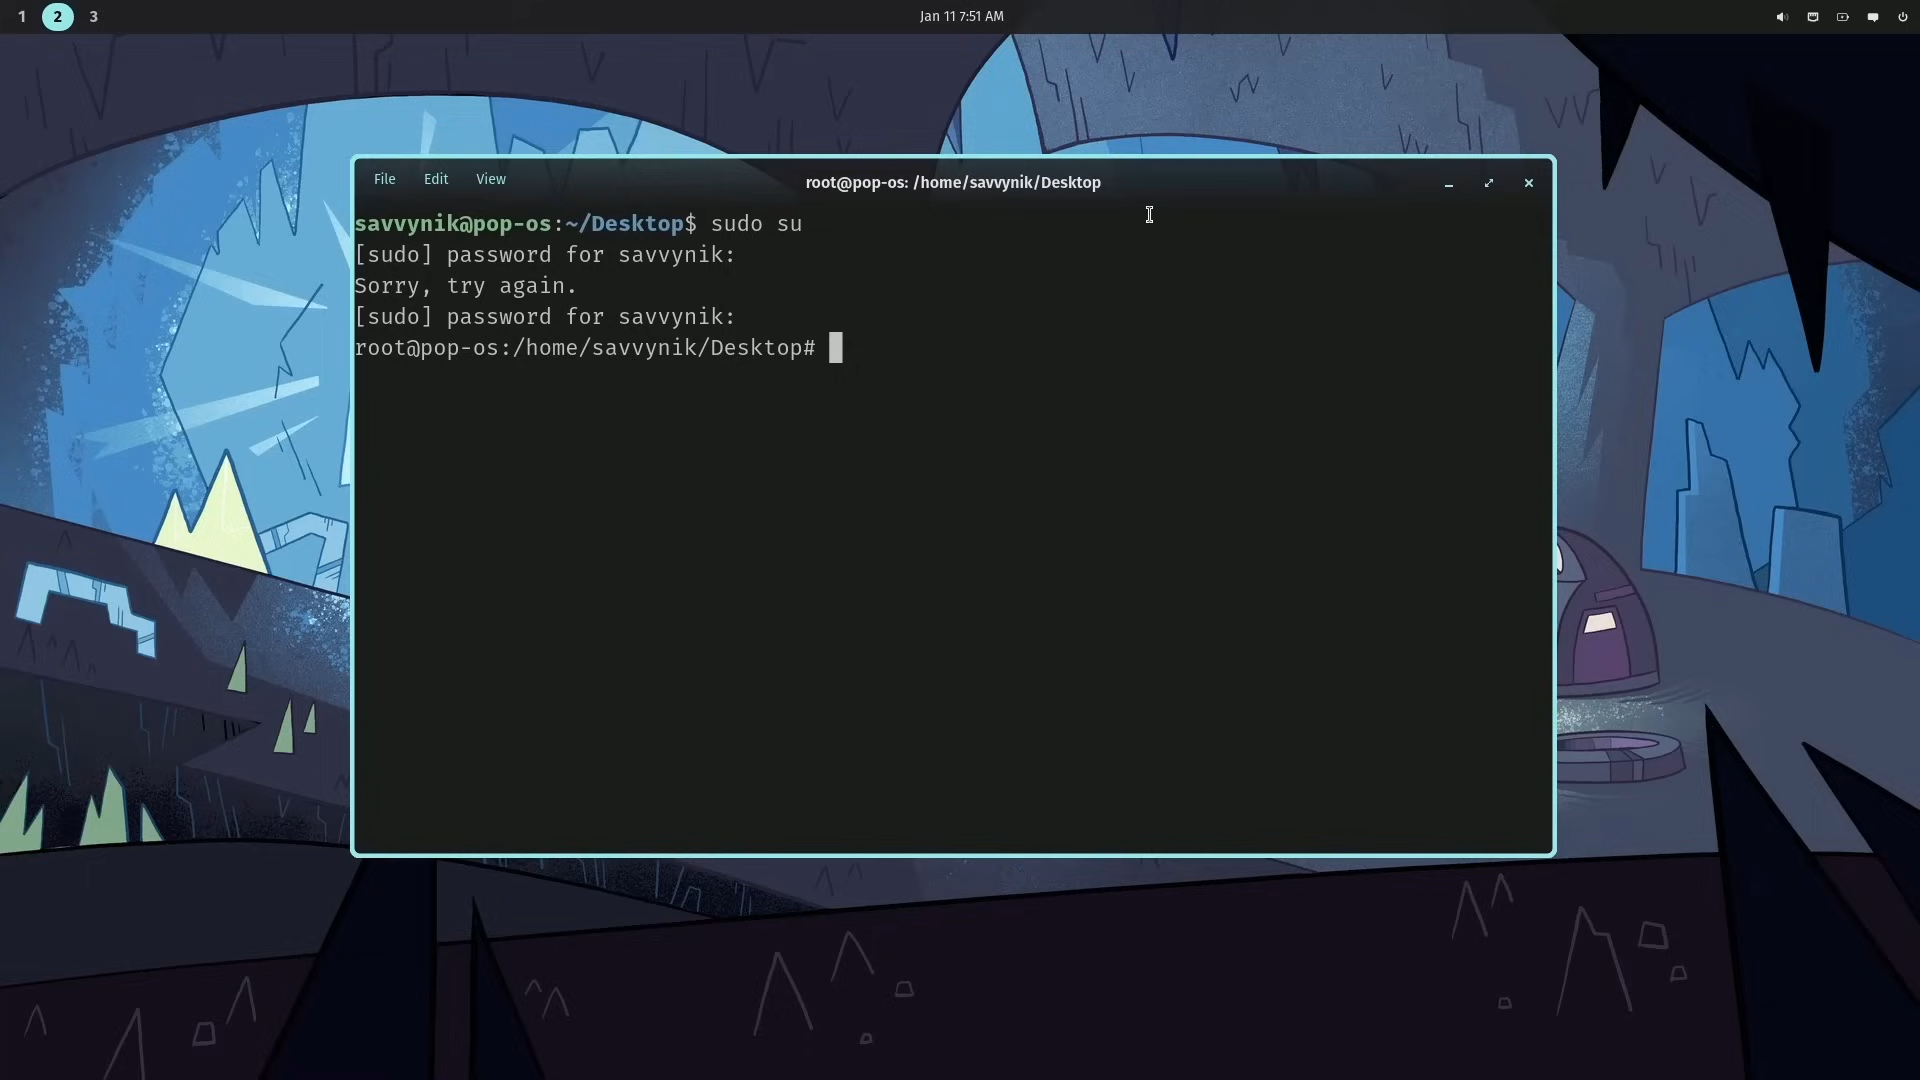 1 2 3 Jan 11 7:51 AM
File Edit View root@pop-os: /home/savvynik/Desktop
savvynik@pop-os:~/Desktop$ sudo su
[sudo] password for savvynik:
Sorry, try again.
[sudo] password for savvynik:
root@pop-os:/home/savvynik/Desktop#